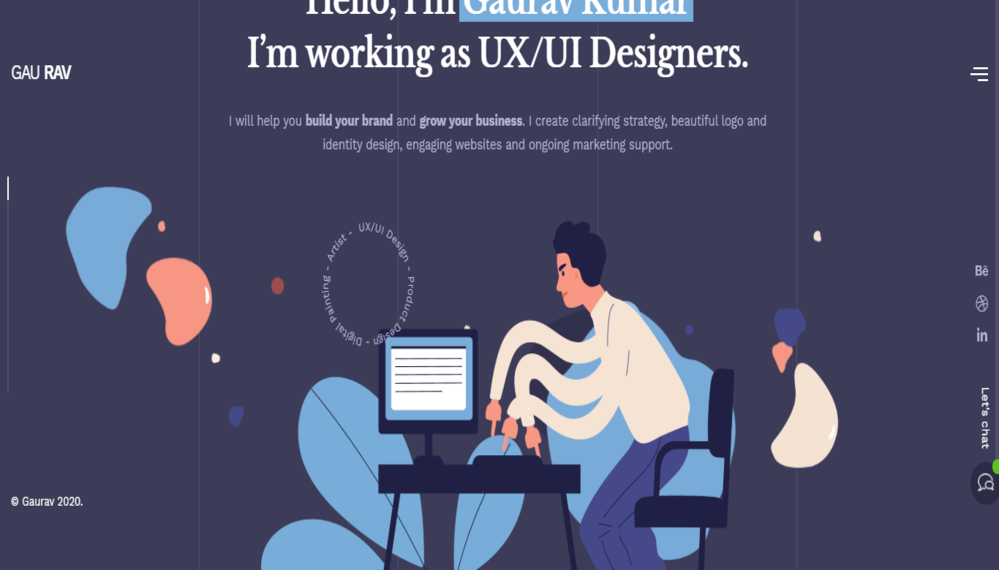 Hello, I'm Gaurav Kumar
I'm working as UX/UI Designers.
GAU RAV
I will help you build your brand and grow your business. I create clarifying strategy, beautiful logo and
identity design, engaging websites and ongoing marketing support.
UX/UI Design - Product Design - Digital Painting - Artist -
Bē
in
Let's chat
© Gaurav 2020.